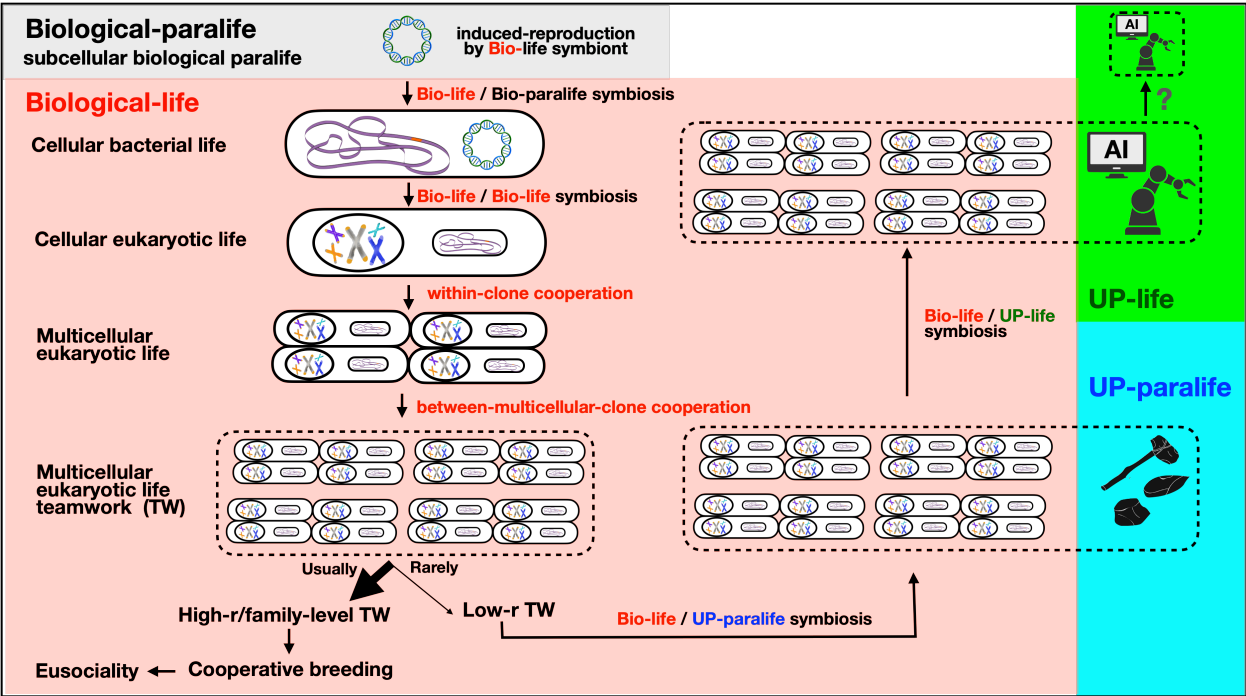 Biological-paralife
subcellular biological paralife
induced-reproduction
by Bio-life symbiont
Biological-life
Bio-life / Bio-paralife symbiosis
Cellular bacterial life
Bio-life / Bio-life symbiosis
Cellular eukaryotic life
within-clone cooperation
Multicellular
eukaryotic life
between-multicellular-clone cooperation
Multicellular
eukaryotic life
teamwork (TW)
Usually
Rarely
High-r/family-level TW
Low-r TW
Cooperative breeding
Eusociality
Bio-life / UP-paralife symbiosis
Bio-life / UP-life
symbiosis
AI
?
AI
UP-life
UP-paralife